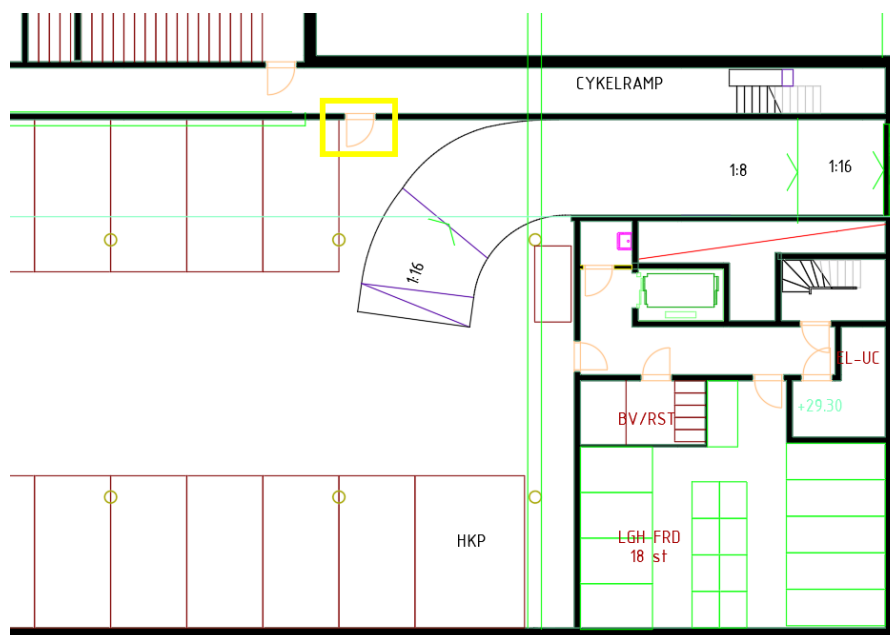 CYKELRAMP
1:8
1:16
1:16
EL-UC
+29.30
BV/RST
HKP
LGH FRD
18 st